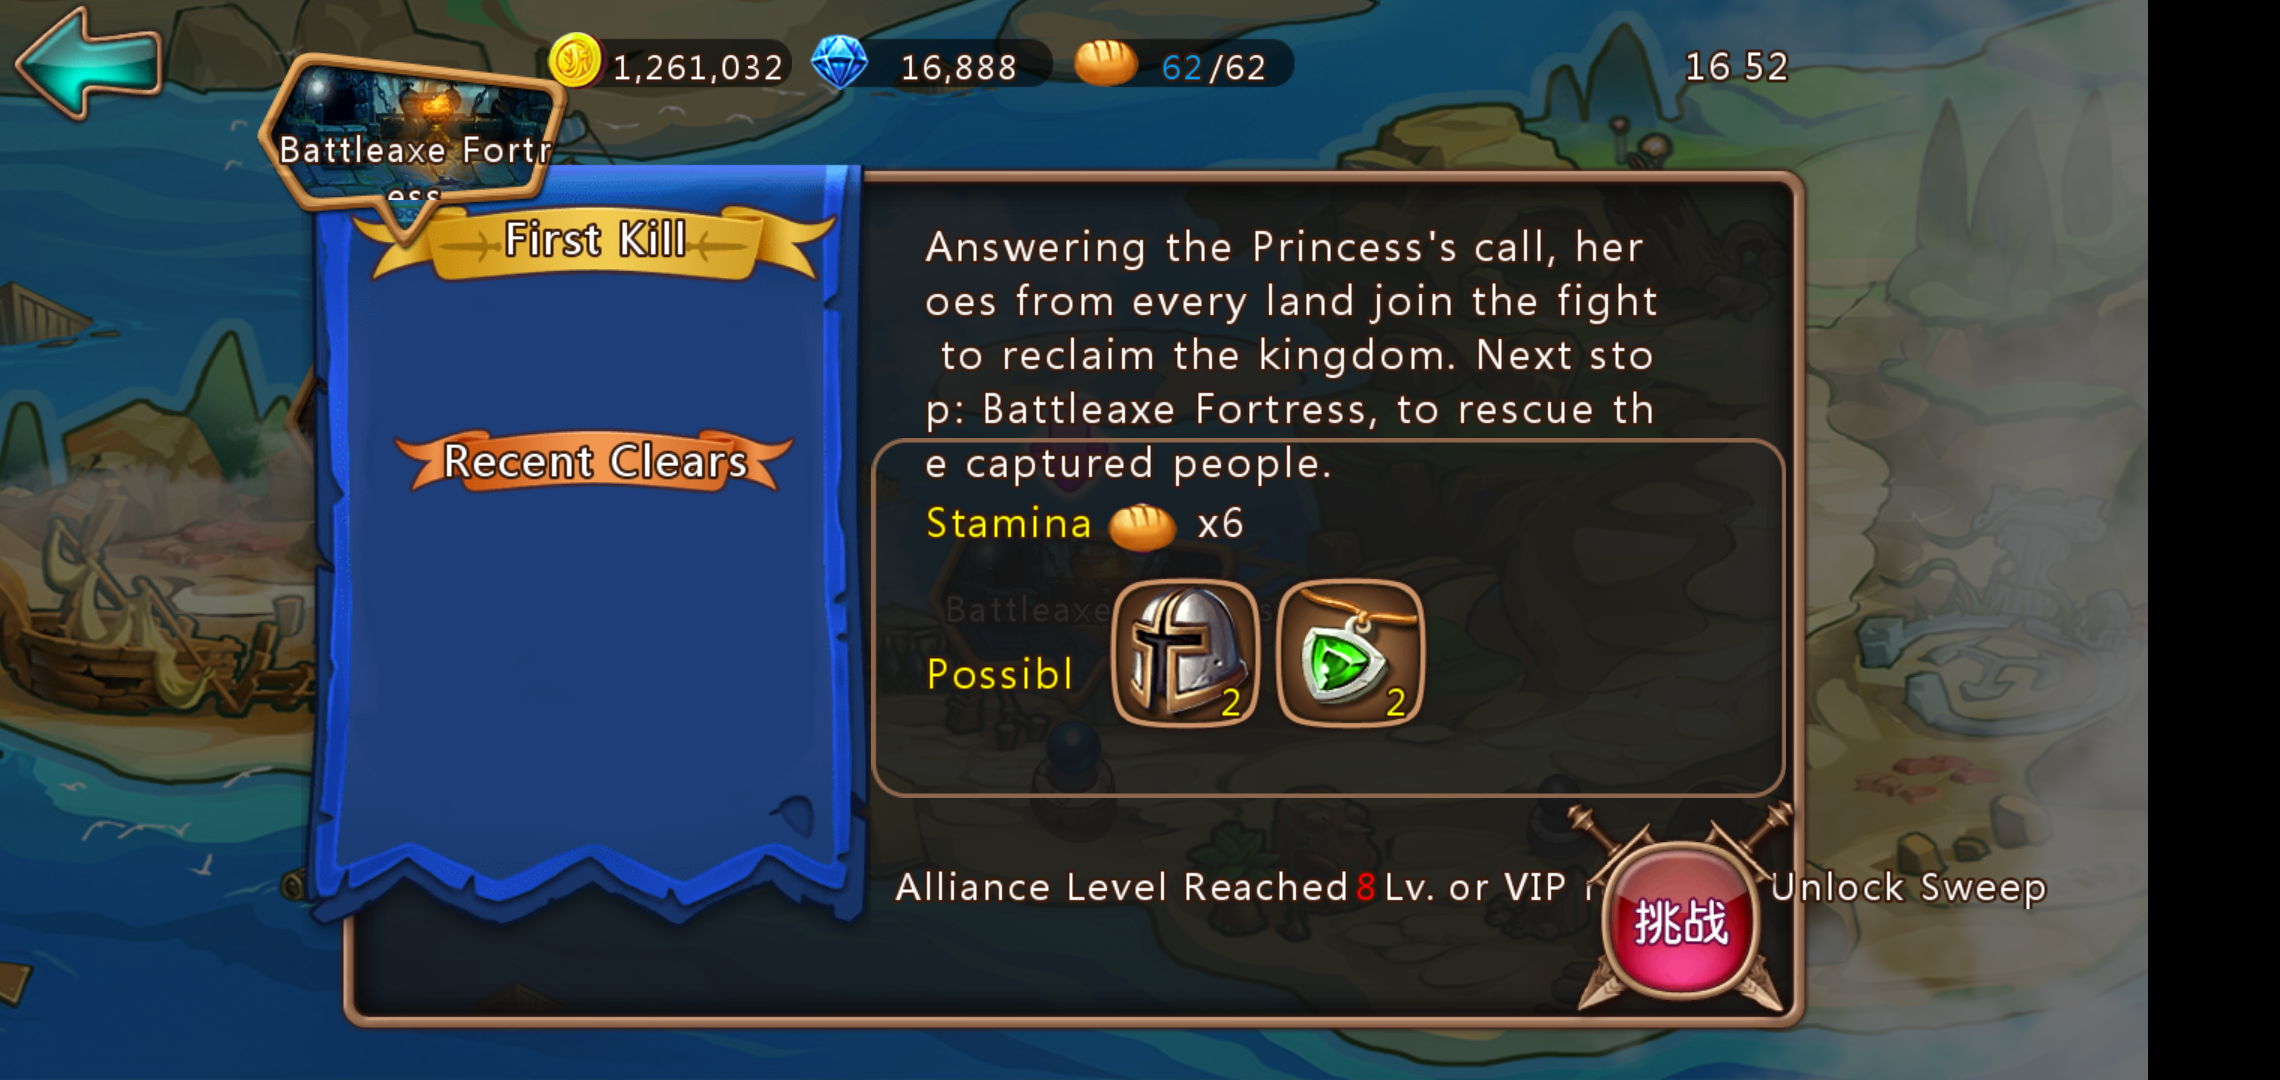 1,261,032
16,888
62/62
16 52
Battleaxe Fortr
ess
First Kill
Recent Clears
Answering the Princess's call, her
oes from every land join the fight
to reclaim the kingdom. Next sto
p: Battleaxe Fortress, to rescue th
e captured people.
Stamina x6
Battleaxe
2
2
Possibl
Alliance Level Reached 8 Lv. or VIP
Unlock Sweep
挑战